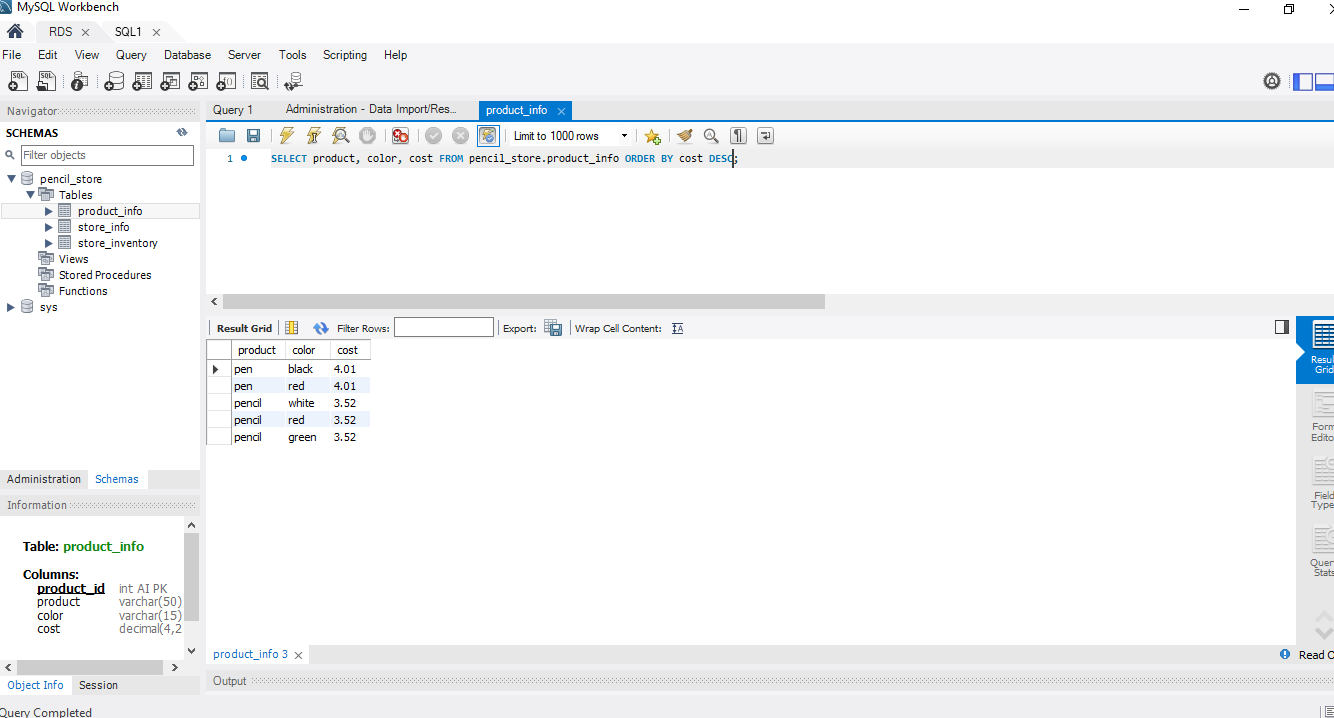 MySQL Workbench
RDS
SQL1
File Edit View Query Database Server Tools Scripting Help
Navigator
SCHEMAS
Filter objects
pencil_store
Tables
product_info
store_info
store_inventory
Views
Stored Procedures
Functions
sys
Administration Schemas
Information
Table: product_info
Columns:
product_id int AI PK
product varchar(50)
color varchar(15)
cost decimal(4,2
Object Info Session
Query 1 Administration - Data Import/Res... product_info
Limit to 1000 rows
1 SELECT product, color, cost FROM pencil_store.product_info ORDER BY cost DESC;
Result Grid Filter Rows: Export: Wrap Cell Content:
product color cost
pen black 4.01
pen red 4.01
pencil white 3.52
pencil red 3.52
pencil green 3.52
Resul
Grid
Form
Edito
Field
Type
Quer
Stats
product_info 3
Read O
Output
Query Completed